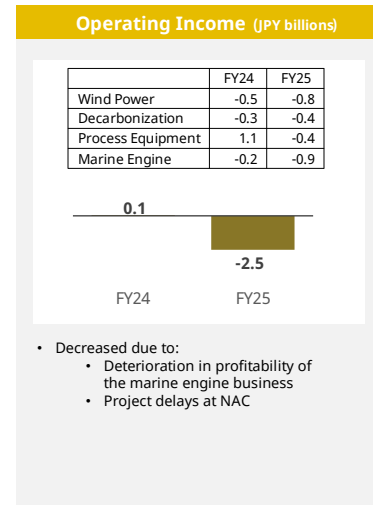 Operating Income (JPY billions)
FY24 FY25
Wind Power -0.5 -0.8
Decarbonization -0.3 -0.4
Process Equipment 1.1 -0.4
Marine Engine -0.2 -0.9
0.1
-2.5
FY24 FY25
• Decreased due to:
• Deterioration in profitability of
the marine engine business
• Project delays at NAC